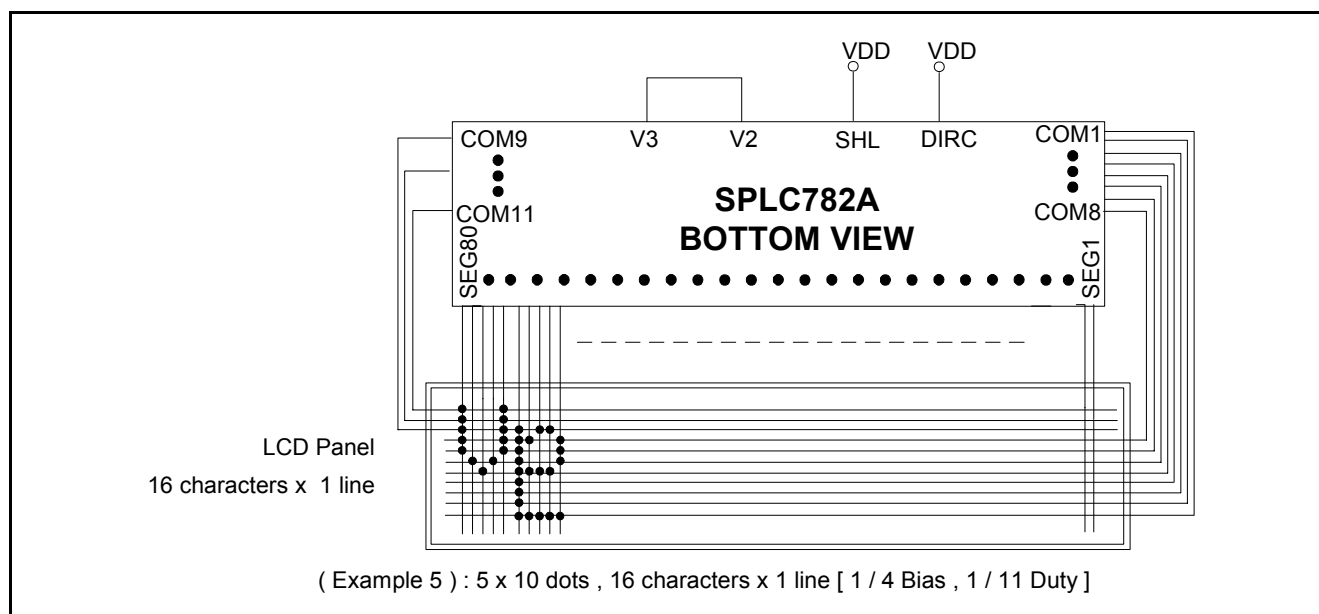 VDD VDD
COM9 V3 V2 SHL DIRC COM1
SPLC782A
COM11 COM8
BOTTOM VIEW
SEG80 SEG1
LCD Panel
16 characters x 1 line
( Example 5 ) : 5 x 10 dots , 16 characters x 1 line [ 1 / 4 Bias , 1 / 11 Duty ]